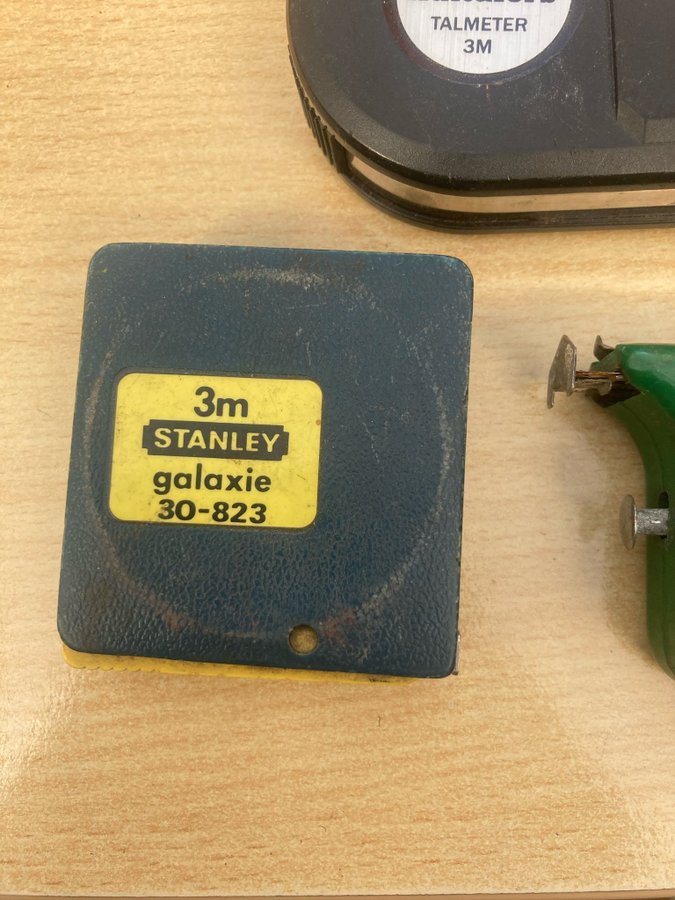 TALMETER
3M
3m
STANLEY
galaxie
30-823